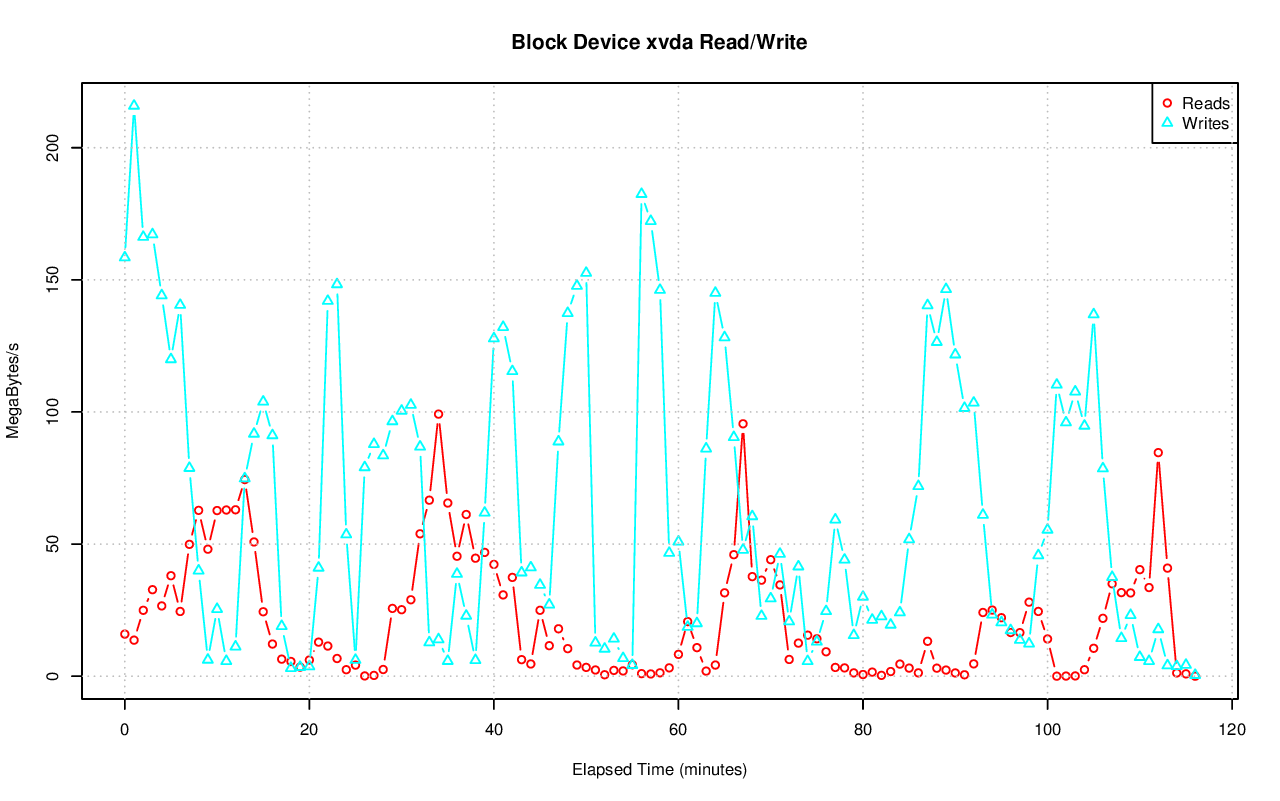 Block Device xvda Read/Write
Reads
Writes
MegaBytes/s
200
150
100
50
0
0 20 40 60 80 100 120
Elapsed Time (minutes)